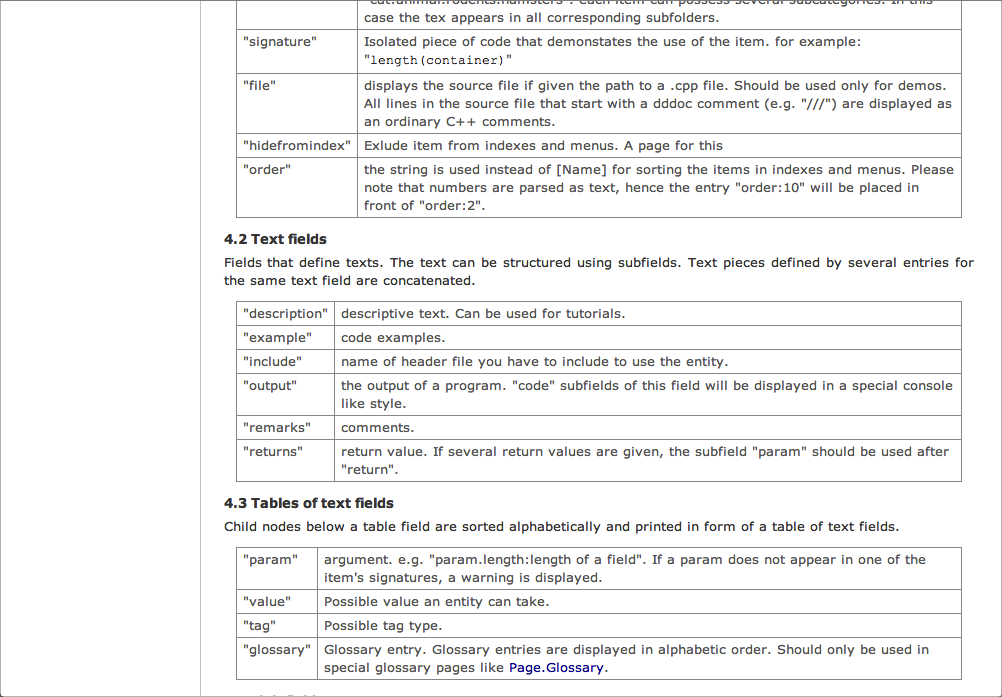 "cat.animal.rodents.hamsters". each item can possess several subcategories. In this
case the tex appears in all corresponding subfolders.
"signature" Isolated piece of code that demonstates the use of the item. for example:
"length(container)"
"file" displays the source file if given the path to a .cpp file. Should be used only for demos.
All lines in the source file that start with a dddoc comment (e.g. "///") are displayed as
an ordinary C++ comments.
"hidefromindex" Exlude item from indexes and menus. A page for this
"order" the string is used instead of [Name] for sorting the items in indexes and menus. Please
note that numbers are parsed as text, hence the entry "order:10" will be placed in
front of "order:2".
4.2 Text fields
Fields that define texts. The text can be structured using subfields. Text pieces defined by several entries for
the same text field are concatenated.
"description" descriptive text. Can be used for tutorials.
"example" code examples.
"include" name of header file you have to include to use the entity.
"output" the output of a program. "code" subfields of this field will be displayed in a special console
like style.
"remarks" comments.
"returns" return value. If several return values are given, the subfield "param" should be used after
"return".
4.3 Tables of text fields
Child nodes below a table field are sorted alphabetically and printed in form of a table of text fields.
"param" argument. e.g. "param.length:length of a field". If a param does not appear in one of the
item's signatures, a warning is displayed.
"value" Possible value an entity can take.
"tag" Possible tag type.
"glossary" Glossary entry. Glossary entries are displayed in alphabetic order. Should only be used in
special glossary pages like Page.Glossary.